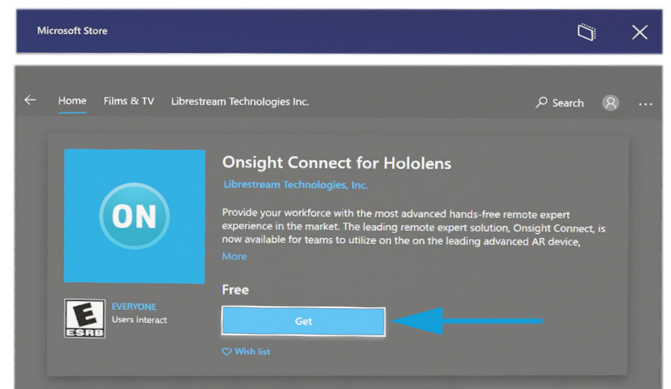 Microsoft Store
Home Films & TV Librestream Technologies Inc.
Search
ON
Onsight Connect for Hololens
Librestream Technologies, Inc.
Provide your workforce with the most advanced hands-free remote expert
experience in the market. The leading remote expert solution, Onsight Connect, is
now available for teams to utilize on the on the leading advanced AR device,
More
Free
E
ESRB
EVERYONE
Users Interact
Get
Wish list